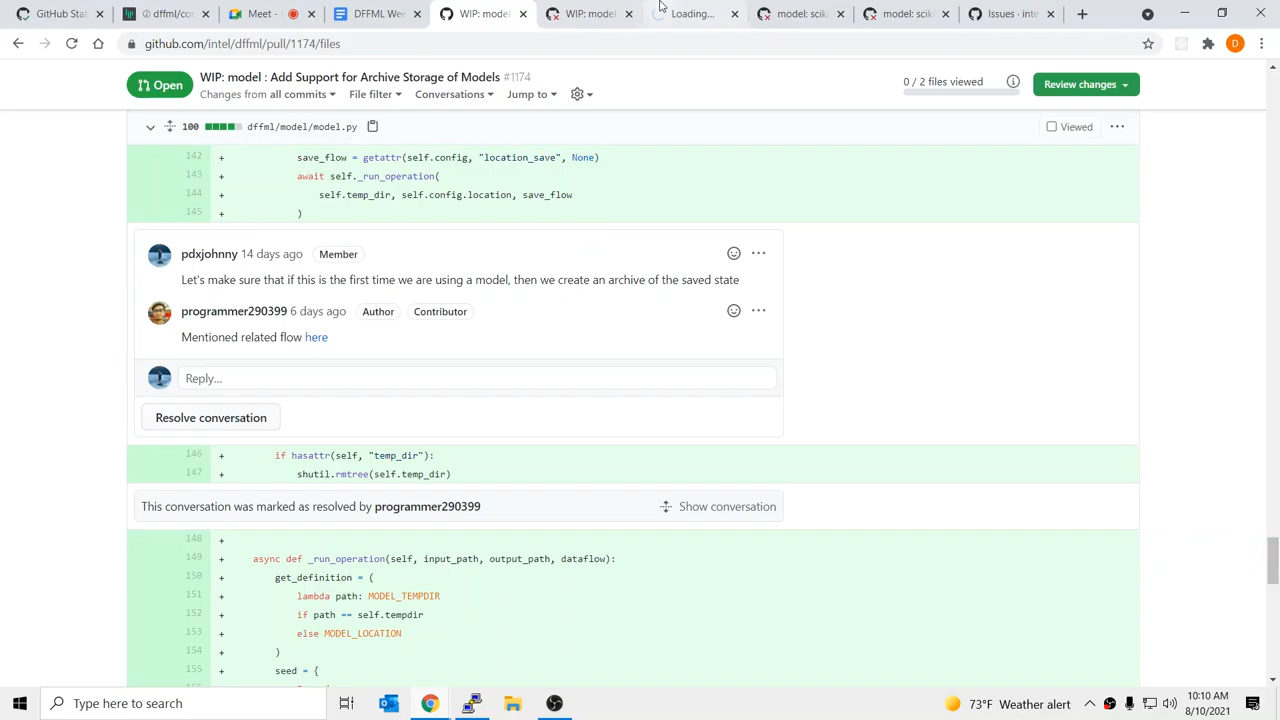 GitHub Stati
dffml/com
Meet -
DFFML We
WIP: model
WIP: model
Loading...
model: scik
model: scik
Issues · inte
github.com/intel/dffml/pull/1174/files
D
Open
WIP: model : Add Support for Archive Storage of Models #1174
Changes from all commits
File filter
Conversations
Jump to
0 / 2 files viewed
Review changes
100 dffml/model/model.py
Viewed
142 + save_flow = getattr(self.config, "location_save", None)
143 + await self._run_operation(
144 + self.temp_dir, self.config.location, save_flow
145 + )
pdxjohnny 14 days ago Member
Let's make sure that if this is the first time we are using a model, then we create an archive of the saved state
programmer290399 6 days ago Author Contributor
Mentioned related flow here
Reply...
Resolve conversation
146 + if hasattr(self, "temp_dir"):
147 + shutil.rmtree(self.temp_dir)
This conversation was marked as resolved by programmer290399
Show conversation
148 +
149 + async def _run_operation(self, input_path, output_path, dataflow):
150 + get_definition = (
151 + lambda path: MODEL_TEMPDIR
152 + if path == self.tempdir
153 + else MODEL_LOCATION
154 + )
155 + seed = {
Type here to search
73°F Weather alert
10:10 AM
8/10/2021